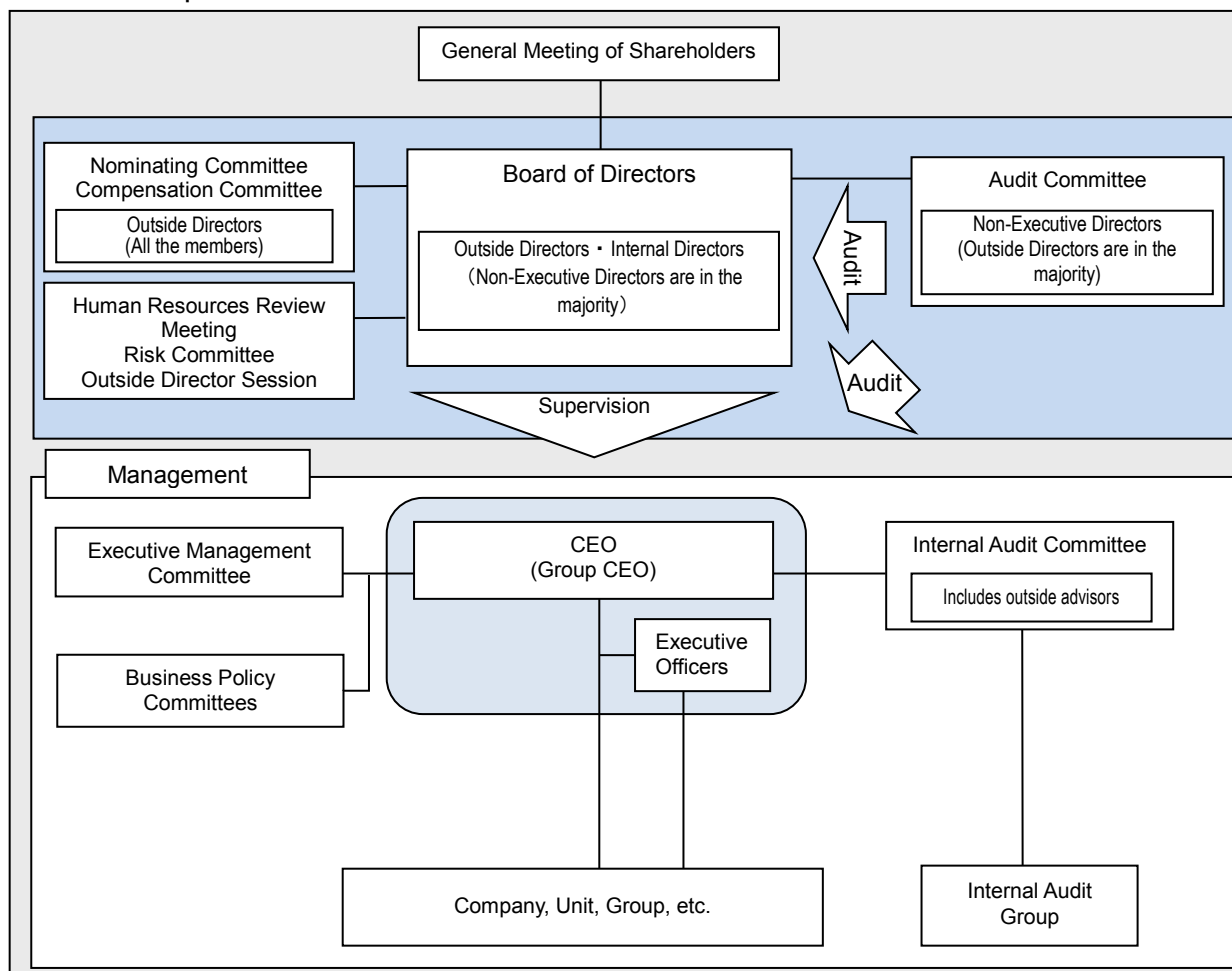 General Meeting of Shareholders
Nominating Committee
Compensation Committee
Outside Directors
(All the members)
Human Resources Review
Meeting
Risk Committee
Outside Director Session
Board of Directors
Outside Directors・Internal Directors
（Non-Executive Directors are in the
majority）
Audit
Audit Committee
Non-Executive Directors
(Outside Directors are in the
majority)
Audit
Supervision
Management
Executive Management
Committee
Business Policy
Committees
CEO
(Group CEO)
Executive
Officers
Internal Audit Committee
Includes outside advisors
Company, Unit, Group, etc.
Internal Audit
Group